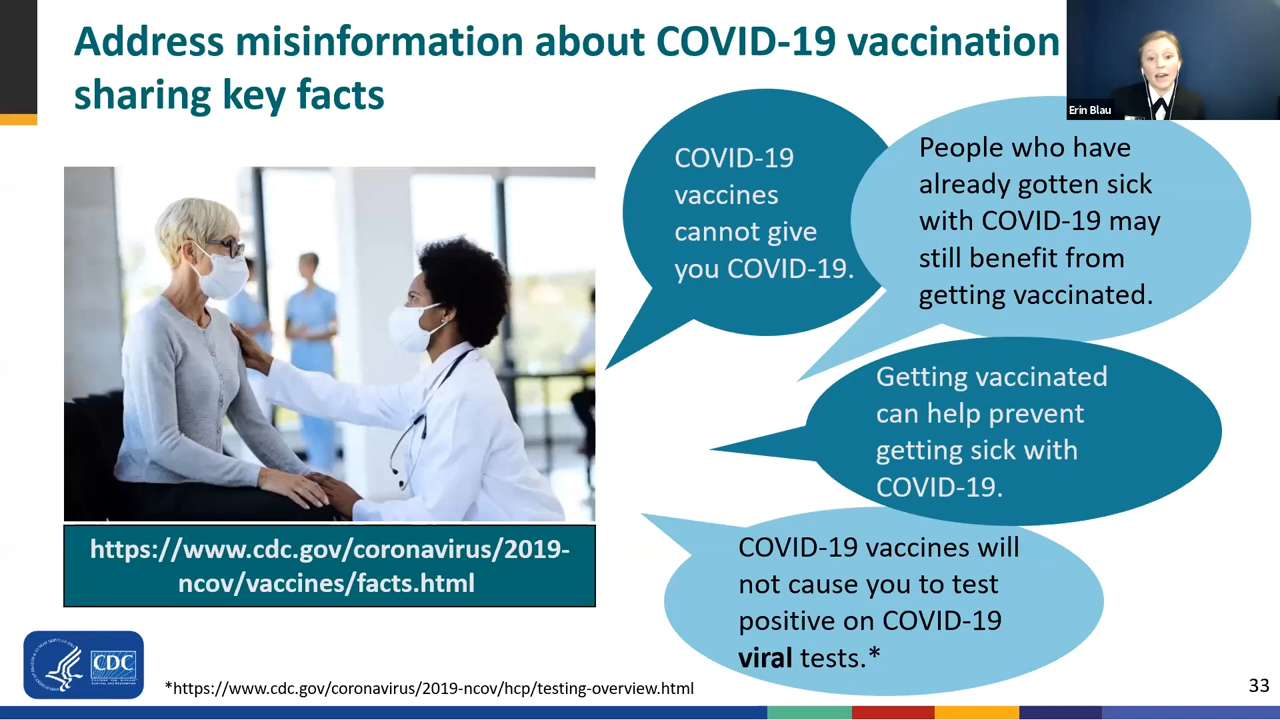 Address misinformation about COVID-19 vaccination
sharing key facts
Erin Blau
COVID-19
vaccines
cannot give
you COVID-19.
People who have
already gotten sick
with COVID-19 may
still benefit from
getting vaccinated.
Getting vaccinated
can help prevent
getting sick with
COVID-19.
COVID-19 vaccines will
not cause you to test
positive on COVID-19
viral tests.*
https://www.cdc.gov/coronavirus/2019-
ncov/vaccines/facts.html
CDC
*https://www.cdc.gov/coronavirus/2019-ncov/hcp/testing-overview.html
33